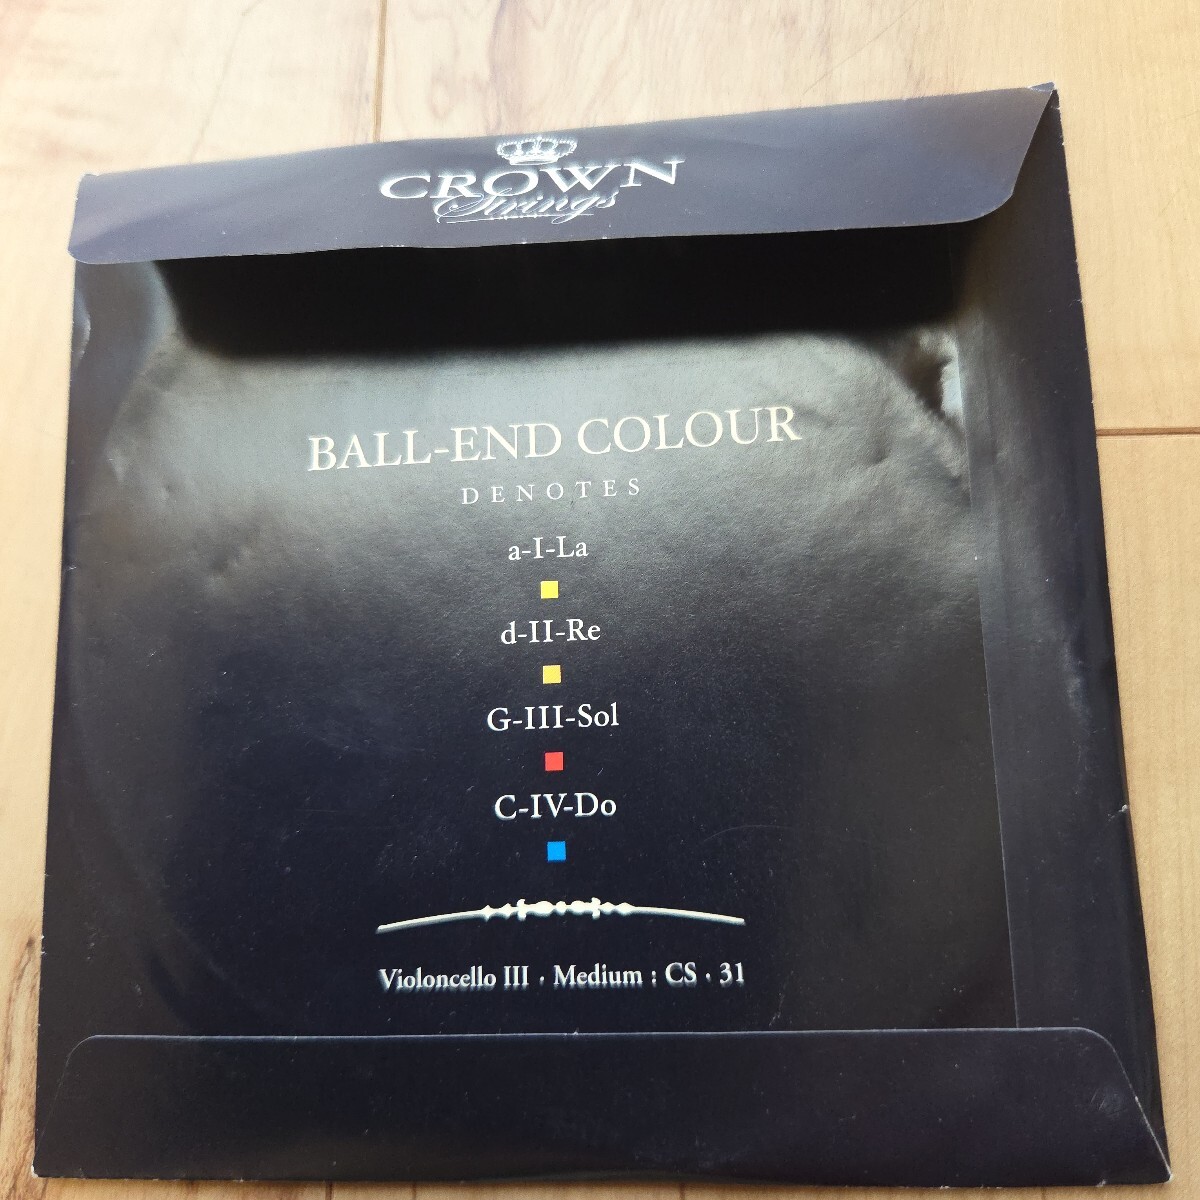 CROWN
Strings
BALL-END COLOUR
DENOTES
a-I-La
d-II-Re
G-III-Sol
C-IV-Do
Violoncello III · Medium : CS · 31